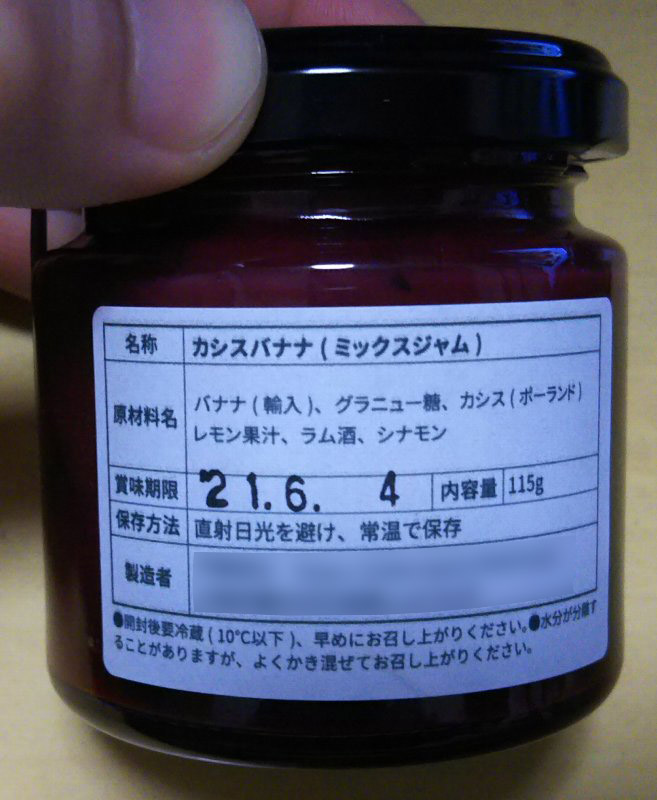 名称 カシスバナナ(ミックスジャム)
原材料名 バナナ(輸入)、グラニュー糖、カシス(ポーランド)
レモン果汁、ラム酒、シナモン
賞味期限 21.6. 4 内容量 115g
保存方法 直射日光を避け、常温で保存
製造者
●開封後要冷蔵(10℃以下)、早めにお召し上がりください。●水分が分離す
ることがありますが、よくかき混ぜてお召し上がりください。